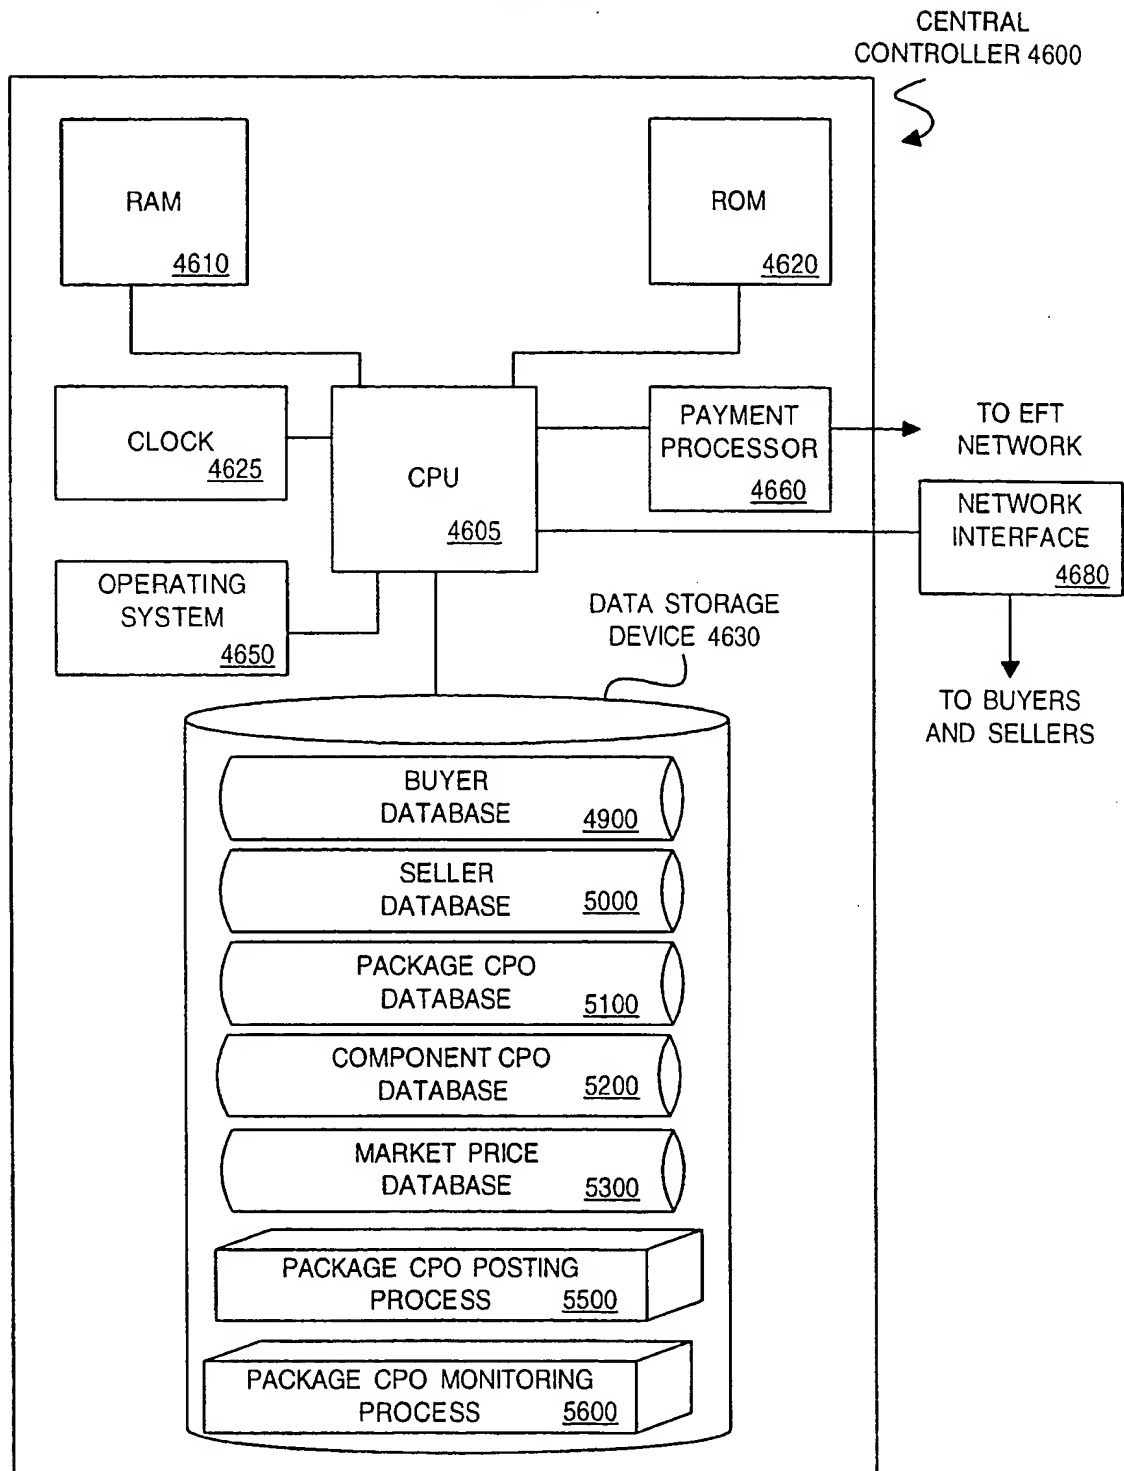 CENTRAL
CONTROLLER 4600
RAM
4610
ROM
4620
CLOCK
4625
CPU
4605
PAYMENT
PROCESSOR
4660
TO EFT
NETWORK
NETWORK
INTERFACE
4680
OPERATING
SYSTEM
4650
DATA STORAGE
DEVICE 4630
TO BUYERS
AND SELLERS
BUYER
DATABASE
4900
SELLER
DATABASE
5000
PACKAGE CPO
DATABASE
5100
COMPONENT CPO
DATABASE
5200
MARKET PRICE
DATABASE
5300
PACKAGE CPO POSTING
PROCESS 5500
PACKAGE CPO MONITORING
PROCESS 5600